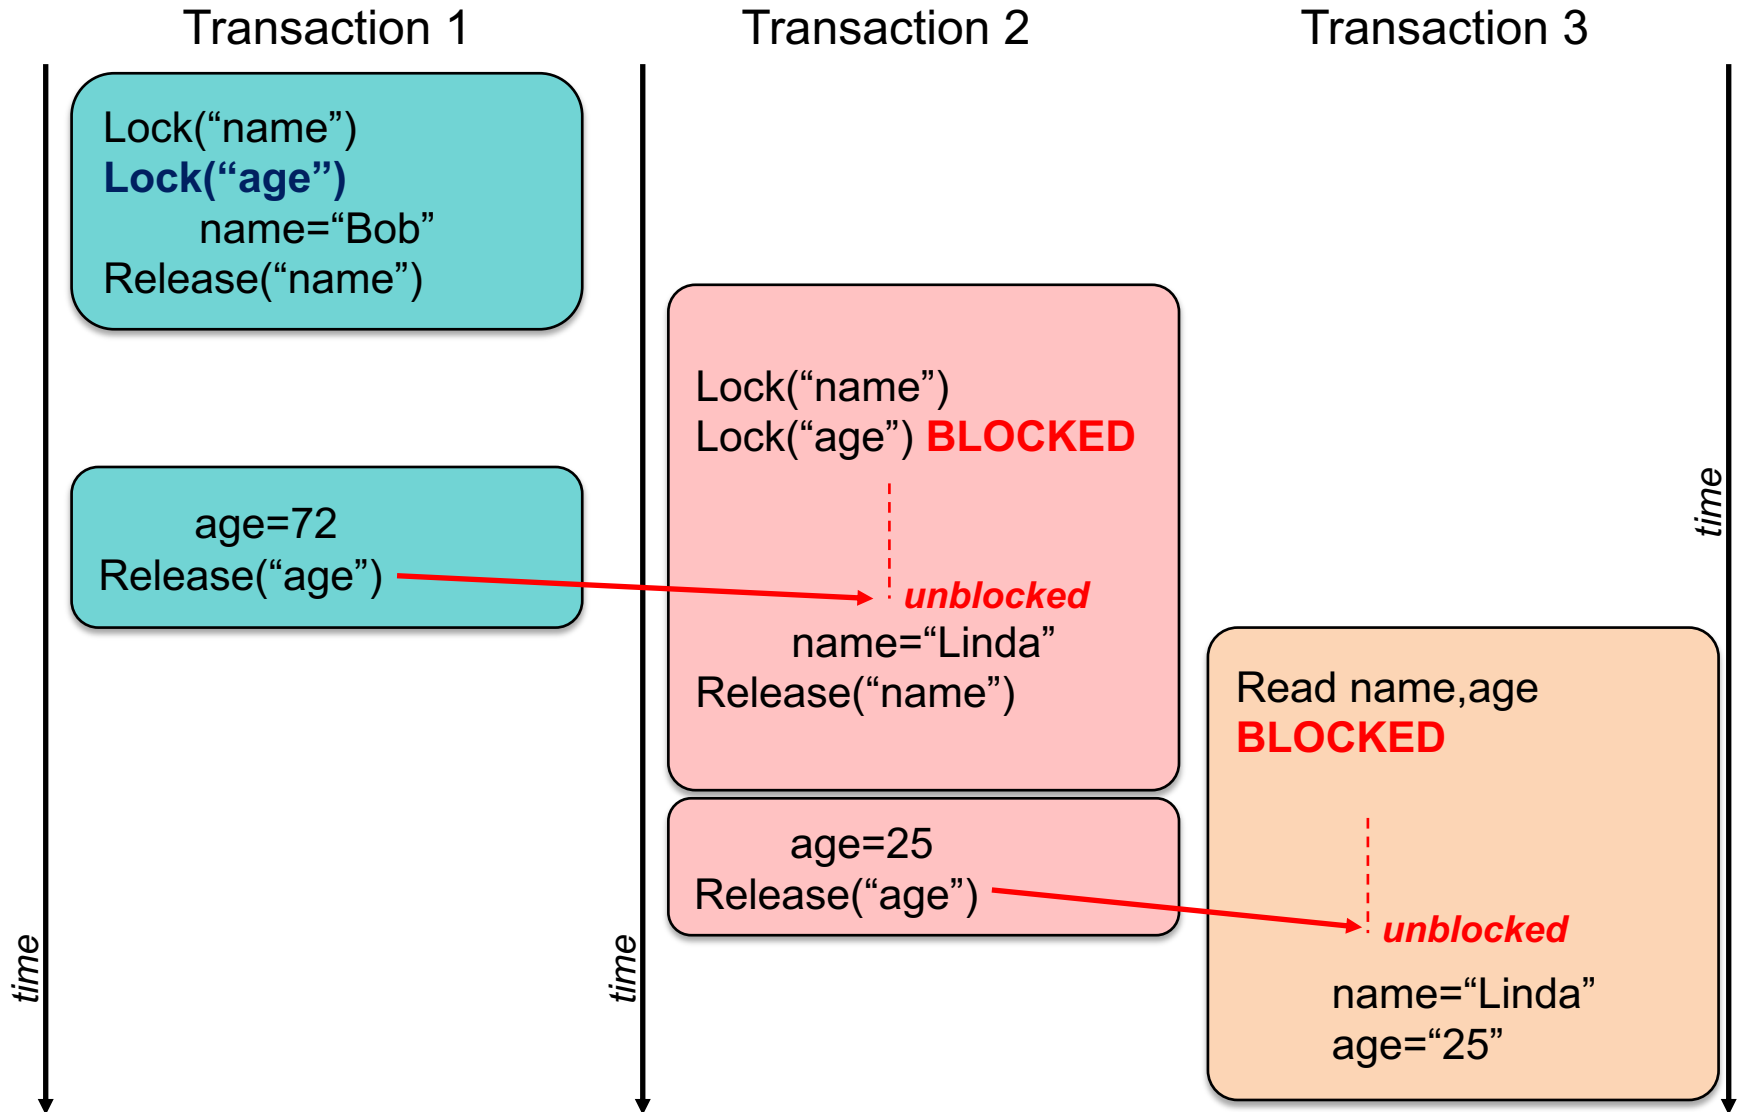 Transaction 1
Lock(“name”)
Lock(“age”)
name=“Bob”
Release(“name”)
age=72
Release(“age”)
time
Transaction 2
Lock(“name”)
Lock(“age”) BLOCKED
unblocked
name=“Linda”
Release(“name”)
age=25
Release(“age”)
time
Transaction 3
Read name,age
BLOCKED
unblocked
name=“Linda”
age=“25”
time